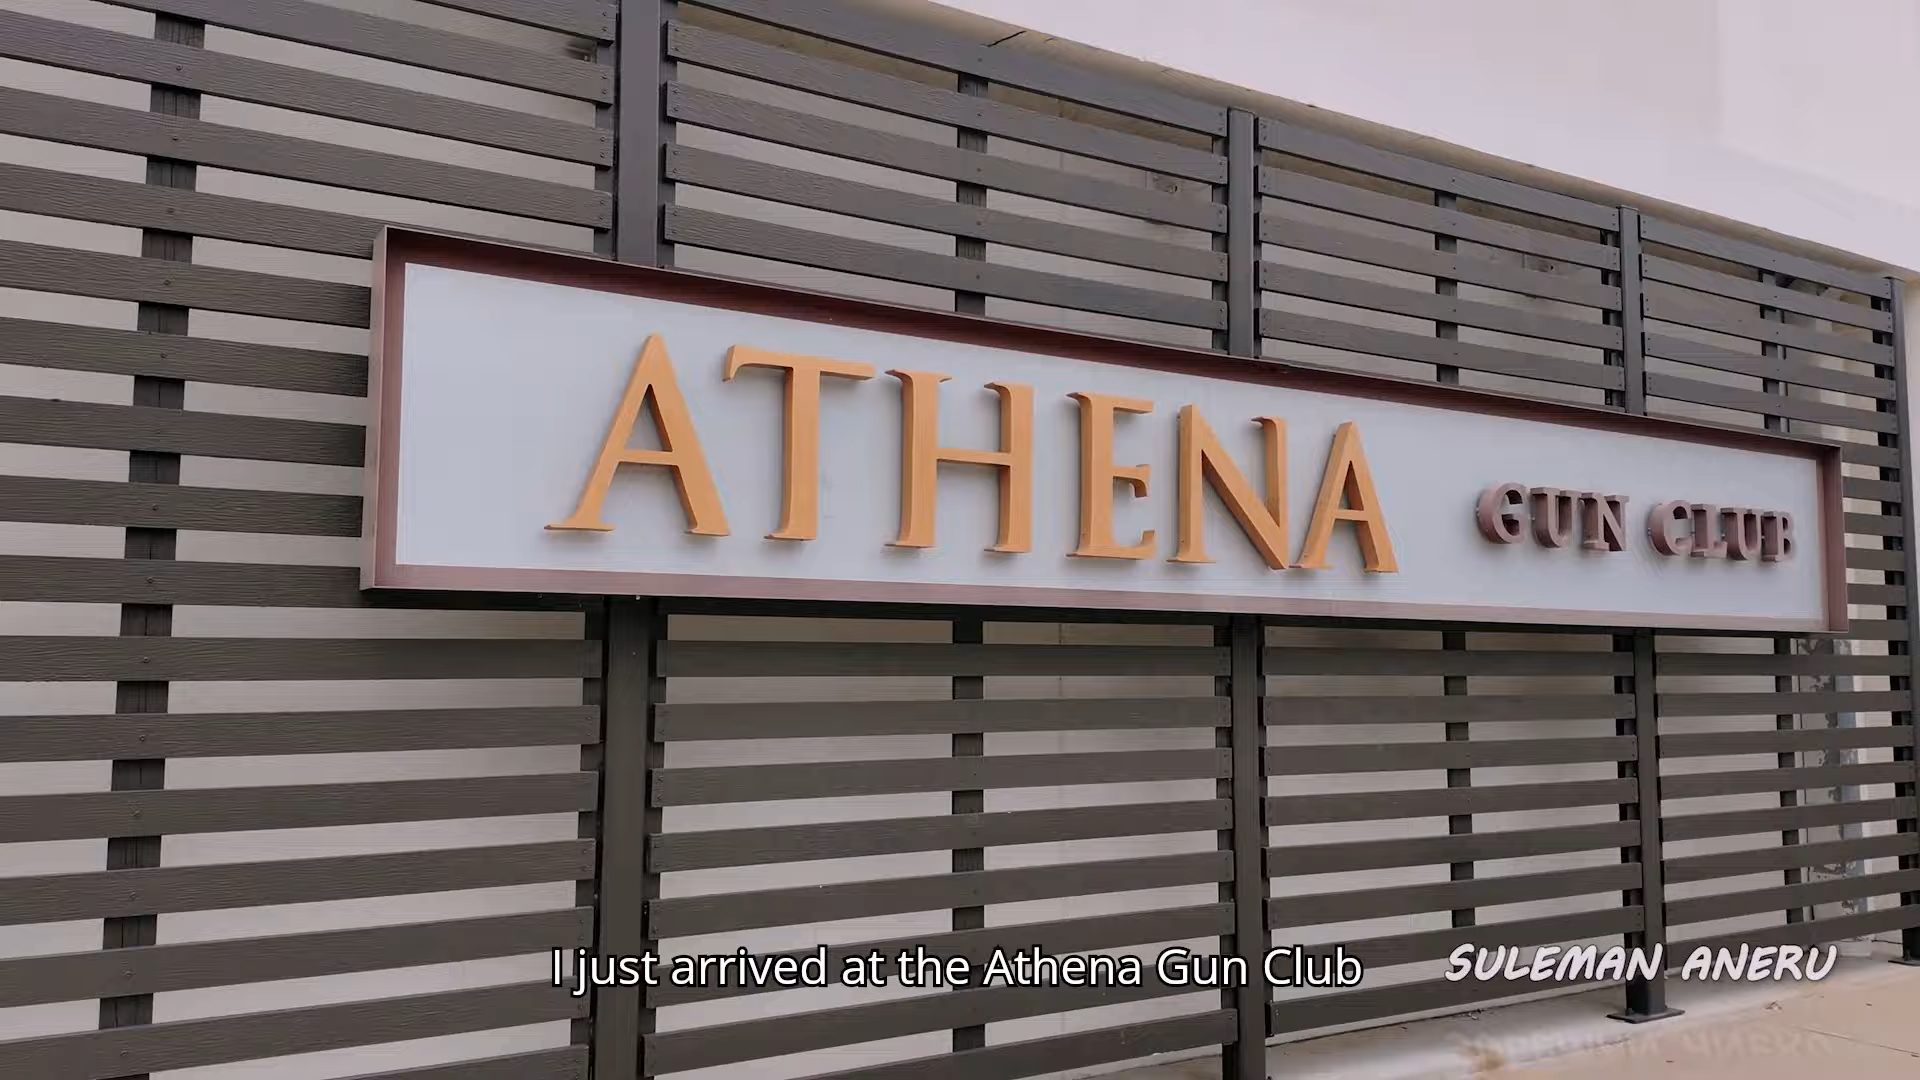 ATHENA GUN CLUB
I just arrived at the Athena Gun Club
SULEMAN ANERU